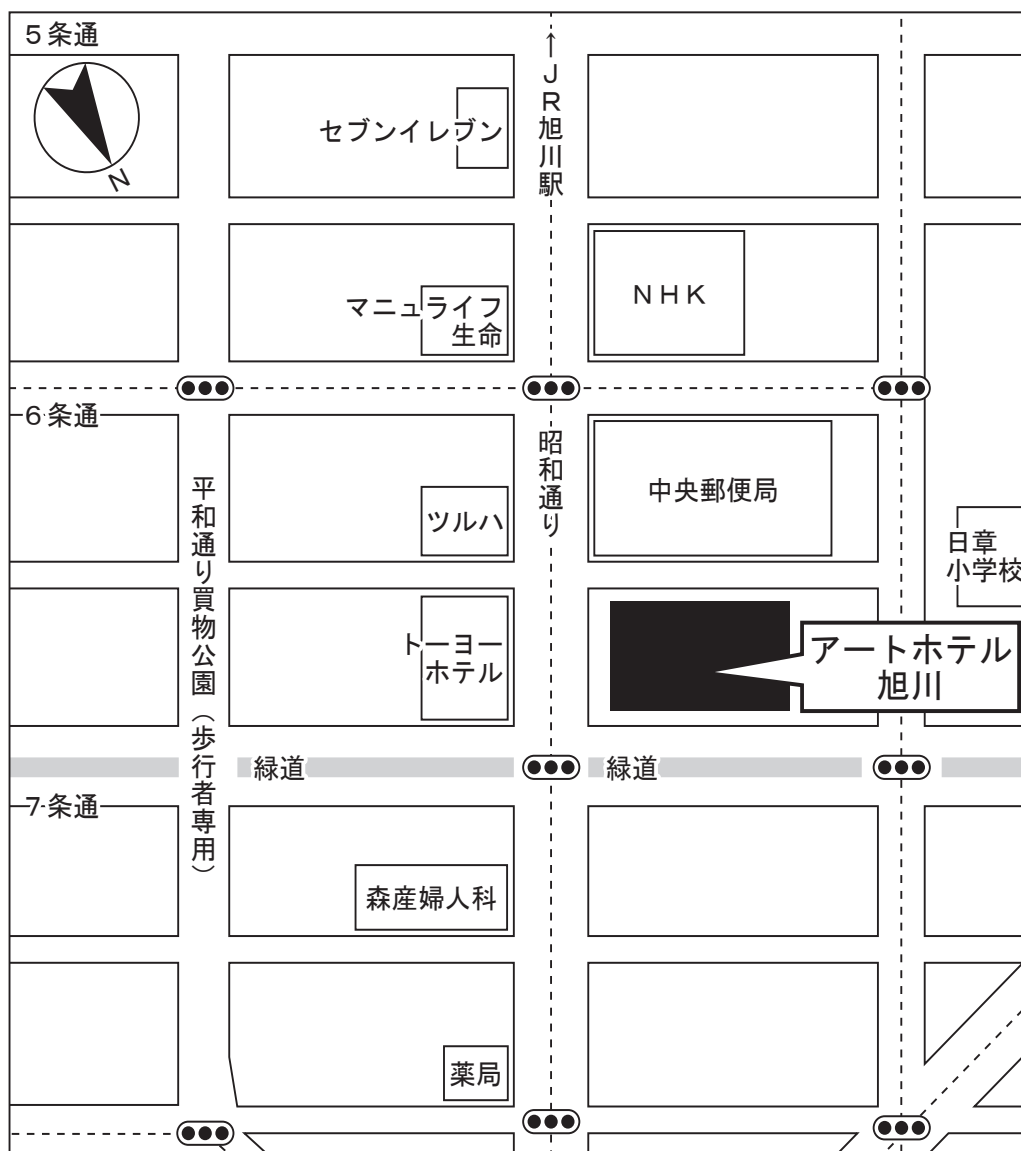 5条通
N
セブンイレブン
↑JR旭川駅
マニュライフ
生命
NHK
6条通
昭和通り
平和通り買物公園（歩行者専用）
ツルハ
中央郵便局
日章
小学校
トーヨー
ホテル
アートホテル
旭川
緑道
緑道
7条通
森産婦人科
薬局